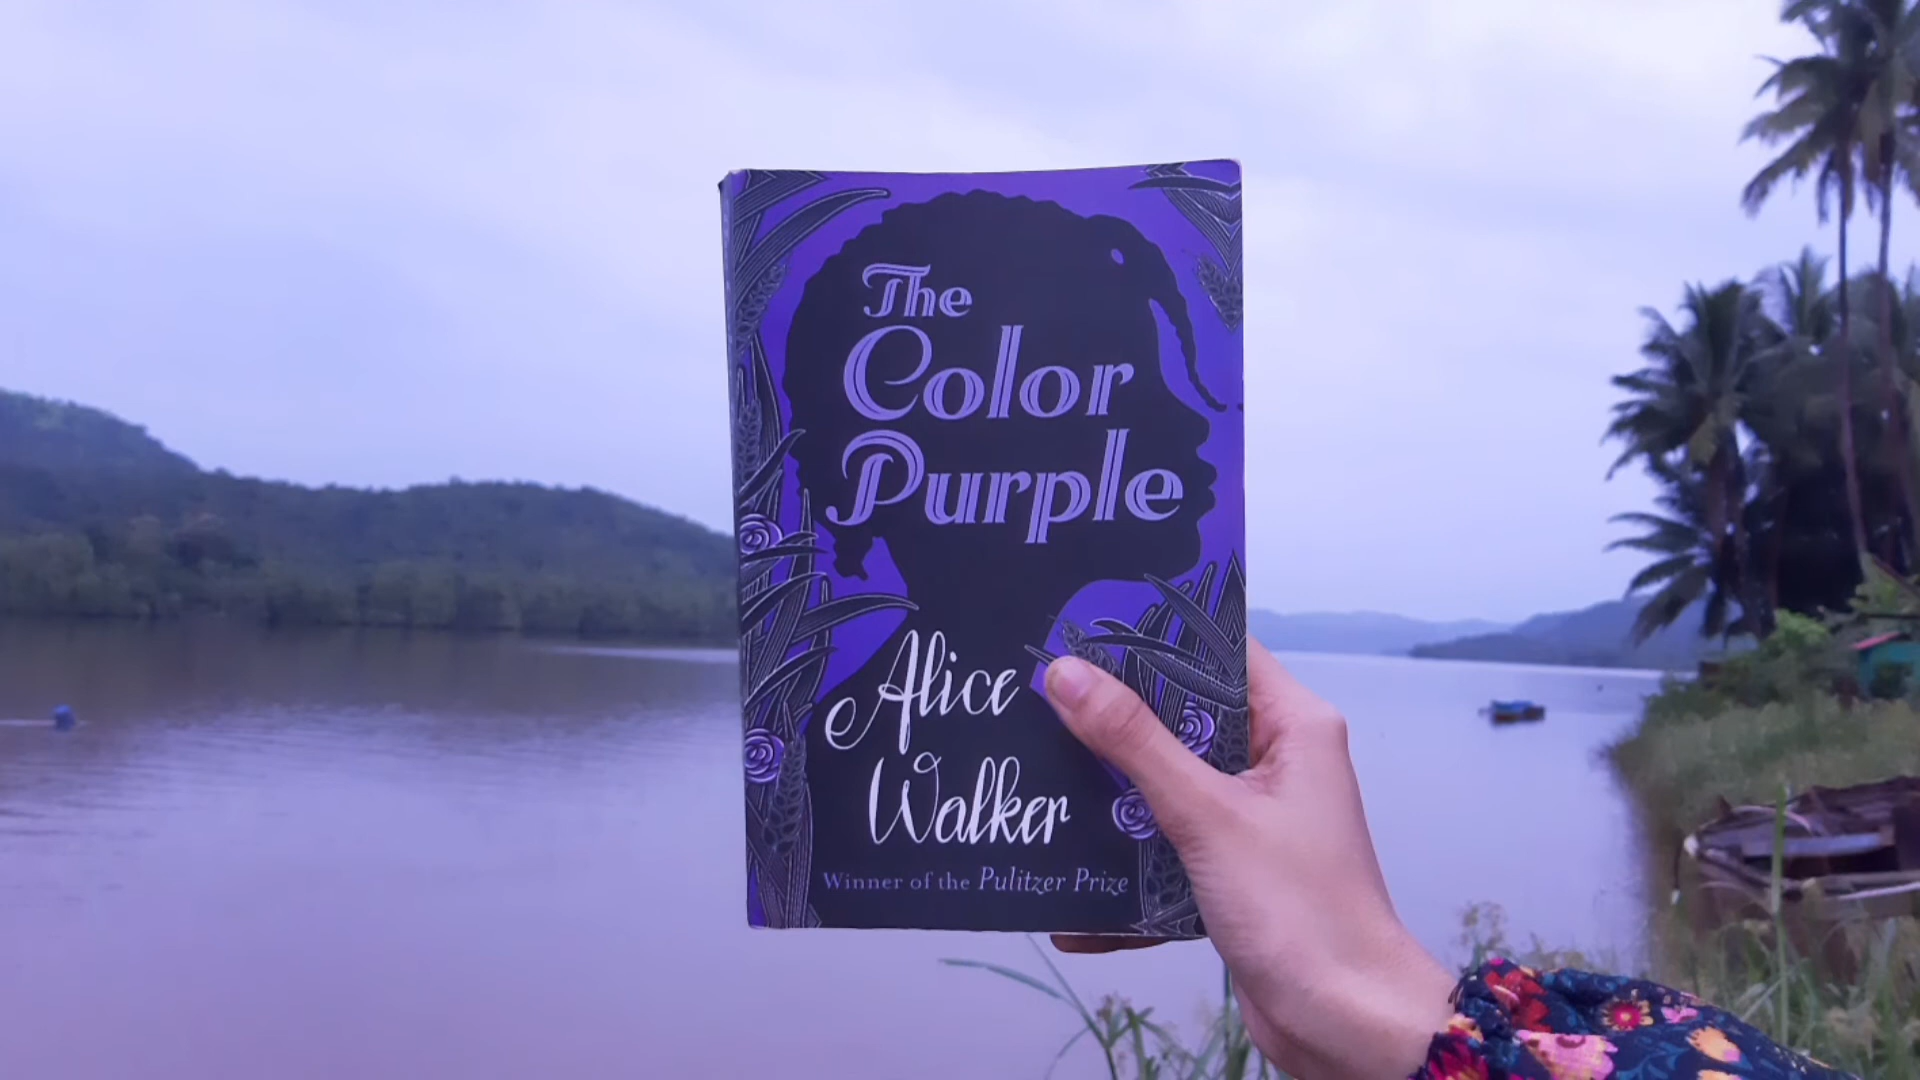 The
Color
Purple
Alice
Walker
Winner of the Pulitzer Prize